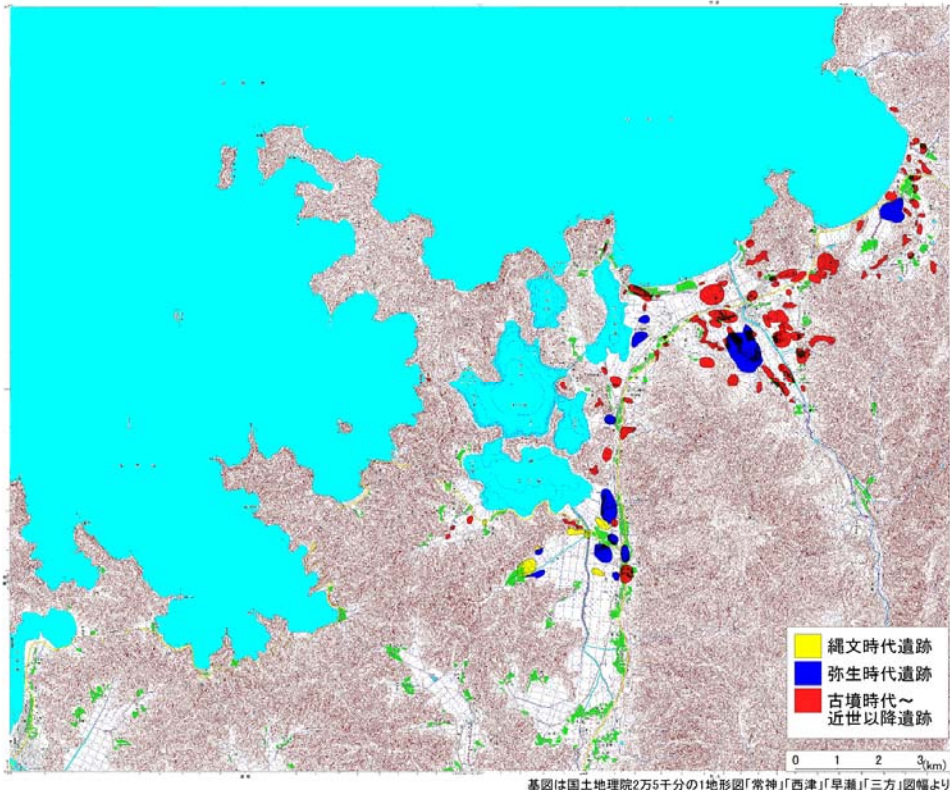 縄文時代遺跡
弥生時代遺跡
古墳時代～
近世以降遺跡
0 1 2 3(km)
基図は国土地理院2万5千分の1地形図「常神」「西津」「早瀬」「三方」図幅より